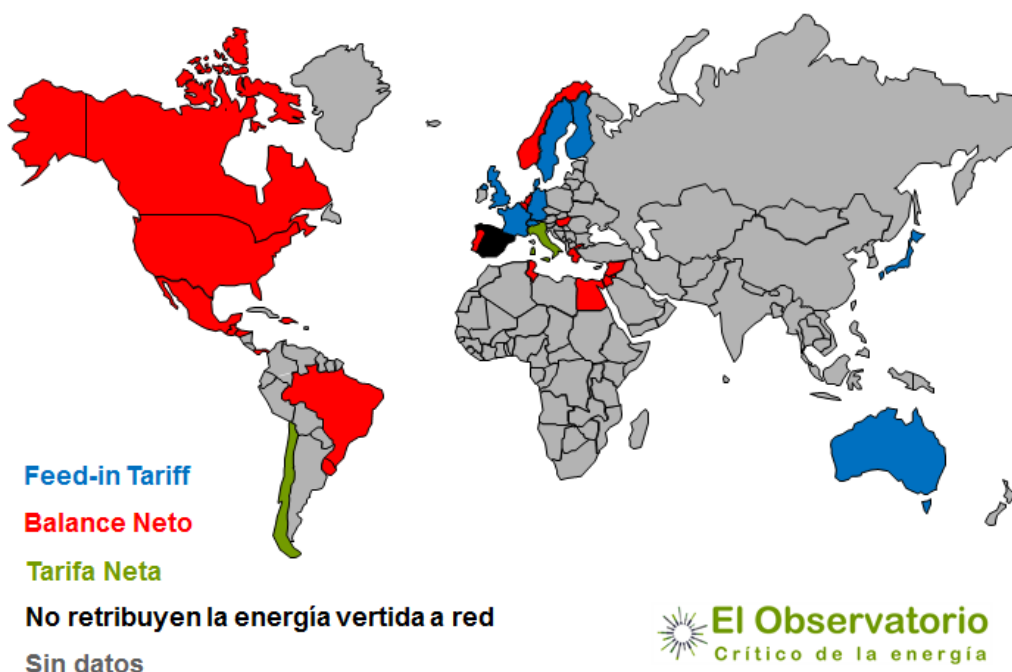 Feed-in Tariff
Balance Neto
Tarifa Neta
No retribuyen la energía vertida a red
Sin datos
El Observatorio
Crítico de la energía